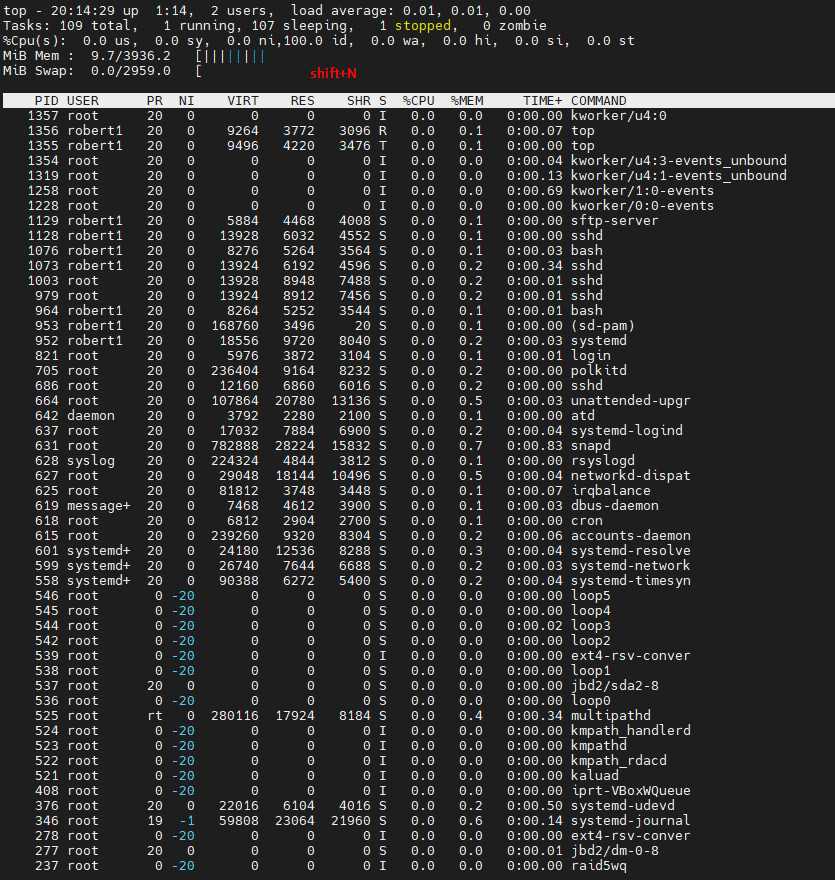 top - 20:14:29 up  1:14,  2 users,  load average: 0.01, 0.01, 0.00
Tasks: 109 total,   1 running, 107 sleeping,   1 stopped,   0 zombie
%Cpu(s):  0.0 us,  0.0 sy,  0.0 ni,100.0 id,  0.0 wa,  0.0 hi,  0.0 si,  0.0 st
MiB Mem :  9.7/3936.2   [||||||||
MiB Swap:  0.0/2959.0   [
shift+N
PID USER      PR  NI    VIRT    RES    SHR S  %CPU  %MEM     TIME+ COMMAND
1357 root      20   0       0      0      0 I   0.0   0.0   0:00.00 kworker/u4:0
1356 robert1   20   0    9264   3772   3096 R   0.0   0.1   0:00.07 top
1355 robert1   20   0    9496   4220   3476 T   0.0   0.1   0:00.00 top
1354 root      20   0       0      0      0 I   0.0   0.0   0:00.04 kworker/u4:3-events_unbound
1319 root      20   0       0      0      0 I   0.0   0.0   0:00.13 kworker/u4:1-events_unbound
1258 root      20   0       0      0      0 I   0.0   0.0   0:00.69 kworker/1:0-events
1228 root      20   0       0      0      0 I   0.0   0.0   0:00.00 kworker/0:0-events
1129 robert1   20   0    5884   4468   4008 S   0.0   0.1   0:00.00 sftp-server
1128 robert1   20   0   13928   6032   4552 S   0.0   0.1   0:00.00 sshd
1076 robert1   20   0    8276   5264   3564 S   0.0   0.1   0:00.03 bash
1073 robert1   20   0   13924   6192   4596 S   0.0   0.2   0:00.34 sshd
1003 root      20   0   13928   8948   7488 S   0.0   0.2   0:00.01 sshd
979 root      20   0   13924   8912   7456 S   0.0   0.2   0:00.01 sshd
964 robert1   20   0    8264   5252   3544 S   0.0   0.1   0:00.01 bash
953 robert1   20   0  168760   3496     20 S   0.0   0.1   0:00.00 (sd-pam)
952 robert1   20   0   18556   9720   8040 S   0.0   0.2   0:00.03 systemd
821 root      20   0    5976   3872   3104 S   0.0   0.1   0:00.01 login
705 root      20   0  236404   9164   8232 S   0.0   0.2   0:00.00 polkitd
686 root      20   0   12160   6860   6016 S   0.0   0.2   0:00.00 sshd
664 root      20   0  107864  20780  13136 S   0.0   0.5   0:00.03 unattended-upgr
642 daemon    20   0    3792   2280   2100 S   0.0   0.1   0:00.00 atd
637 root      20   0   17032   7884   6900 S   0.0   0.2   0:00.04 systemd-logind
631 root      20   0  782888  28224  15832 S   0.0   0.7   0:00.83 snapd
628 syslog    20   0  224324   4844   3812 S   0.0   0.1   0:00.00 rsyslogd
627 root      20   0   29048  18144  10496 S   0.0   0.5   0:00.04 networkd-dispat
625 root      20   0   81812   3748   3448 S   0.0   0.1   0:00.07 irqbalance
619 message+  20   0    7468   4612   3900 S   0.0   0.1   0:00.03 dbus-daemon
618 root      20   0    6812   2904   2700 S   0.0   0.1   0:00.00 cron
615 root      20   0  239260   9320   8304 S   0.0   0.2   0:00.06 accounts-daemon
601 systemd+  20   0   24180  12536   8288 S   0.0   0.3   0:00.04 systemd-resolve
599 systemd+  20   0   26740   7644   6688 S   0.0   0.2   0:00.03 systemd-network
558 systemd+  20   0   90388   6272   5400 S   0.0   0.2   0:00.04 systemd-timesyn
546 root       0 -20       0      0      0 S   0.0   0.0   0:00.00 loop5
545 root       0 -20       0      0      0 S   0.0   0.0   0:00.00 loop4
544 root       0 -20       0      0      0 S   0.0   0.0   0:00.02 loop3
542 root       0 -20       0      0      0 S   0.0   0.0   0:00.00 loop2
539 root       0 -20       0      0      0 I   0.0   0.0   0:00.00 ext4-rsv-conver
538 root       0 -20       0      0      0 S   0.0   0.0   0:00.00 loop1
537 root      20   0       0      0      0 S   0.0   0.0   0:00.00 jbd2/sda2-8
536 root       0 -20       0      0      0 S   0.0   0.0   0:00.00 loop0
525 root      rt   0  280116  17924   8184 S   0.0   0.4   0:00.34 multipathd
524 root       0 -20       0      0      0 I   0.0   0.0   0:00.00 kmpath_handlerd
523 root       0 -20       0      0      0 I   0.0   0.0   0:00.00 kmpathd
522 root       0 -20       0      0      0 I   0.0   0.0   0:00.00 kmpath_rdacd
521 root       0 -20       0      0      0 I   0.0   0.0   0:00.00 kaluad
408 root       0 -20       0      0      0 I   0.0   0.0   0:00.00 iprt-VBoxWQueue
376 root      20   0   22016   6104   4016 S   0.0   0.2   0:00.50 systemd-udevd
346 root      19  -1   59808  23064  21960 S   0.0   0.6   0:00.14 systemd-journal
278 root       0 -20       0      0      0 I   0.0   0.0   0:00.00 ext4-rsv-conver
277 root      20   0       0      0      0 S   0.0   0.0   0:00.01 jbd2/dm-0-8
237 root       0 -20       0      0      0 I   0.0   0.0   0:00.00 raid5wq